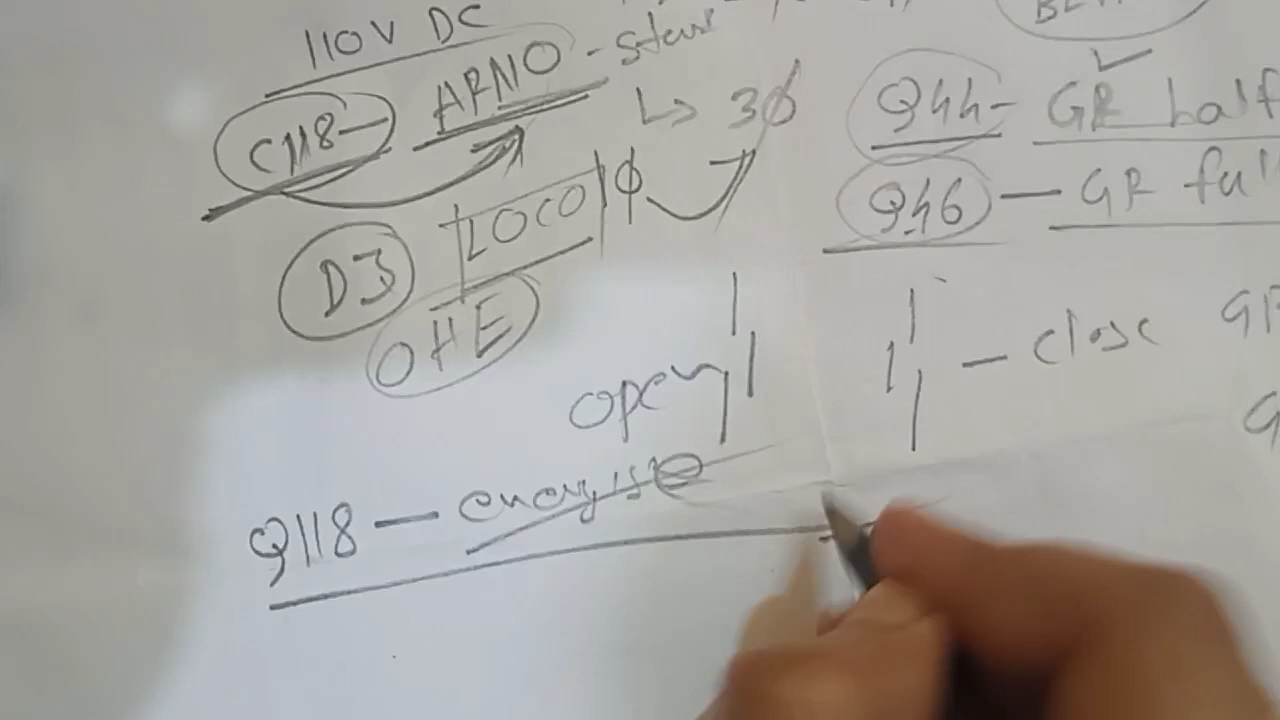 110V DC
C118 - ARNO - start
↳ 3φ
D3 LOCO 1φ
OHE
Q44- GR half
Q46 - GR full
open
- close
Q118 - energise